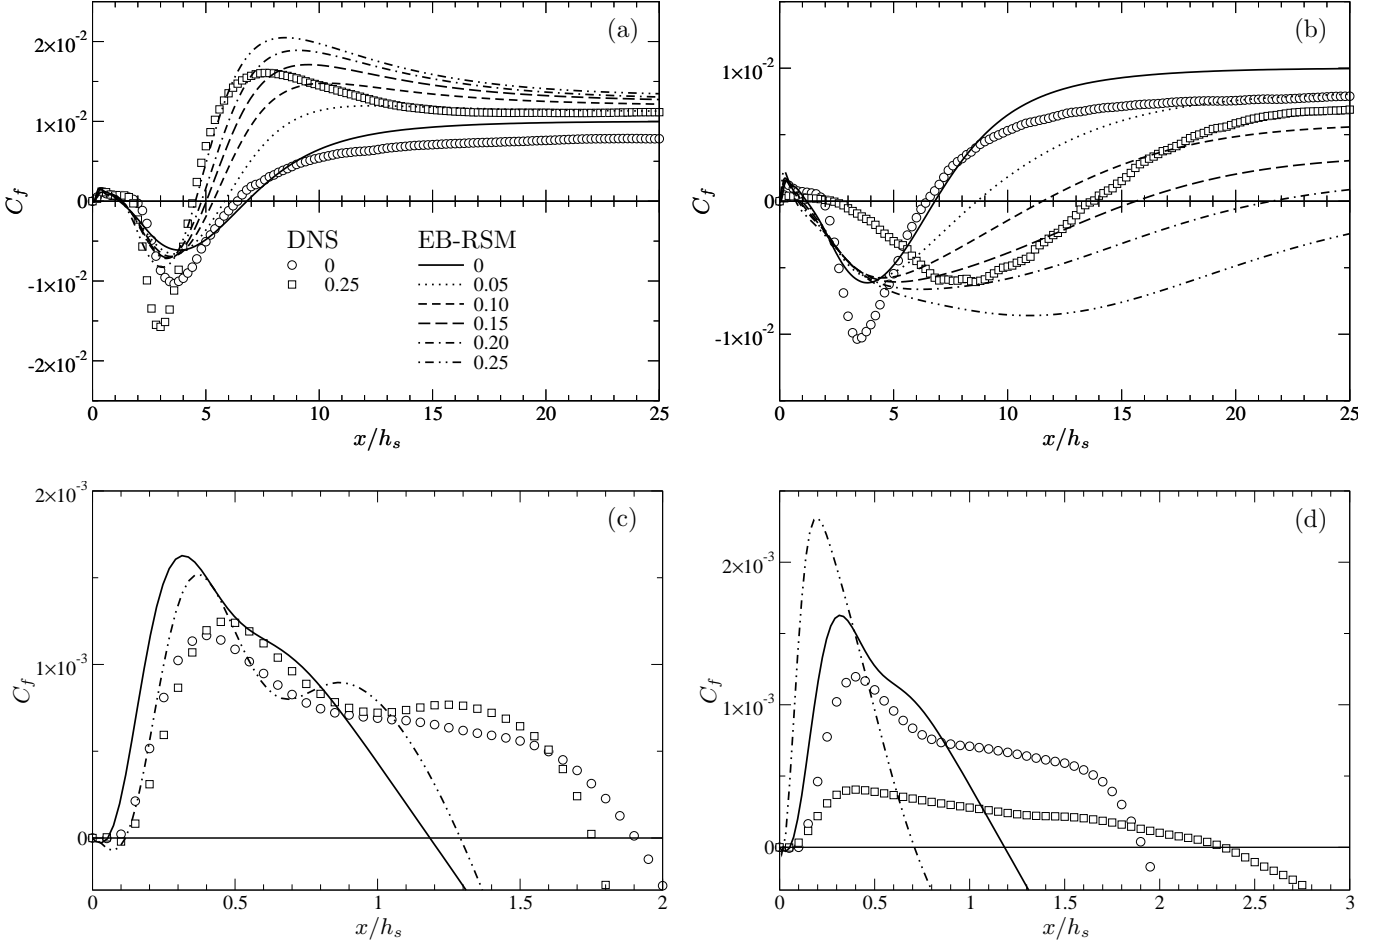 (a)
2×10⁻²
1×10⁻²
0
-1×10⁻²
-2×10⁻²
C_f
DNS
0
0.25
EB-RSM
0
0.05
0.10
0.15
0.20
0.25
0 5 10 15 20 25
x/h_s
(b)
1×10⁻²
0
-1×10⁻²
C_f
0 5 10 15 20 25
x/h_s
(c)
2×10⁻³
1×10⁻³
0
C_f
0 0.5 1 1.5 2
x/h_s
(d)
2×10⁻³
1×10⁻³
0
C_f
0 0.5 1 1.5 2 2.5 3
x/h_s